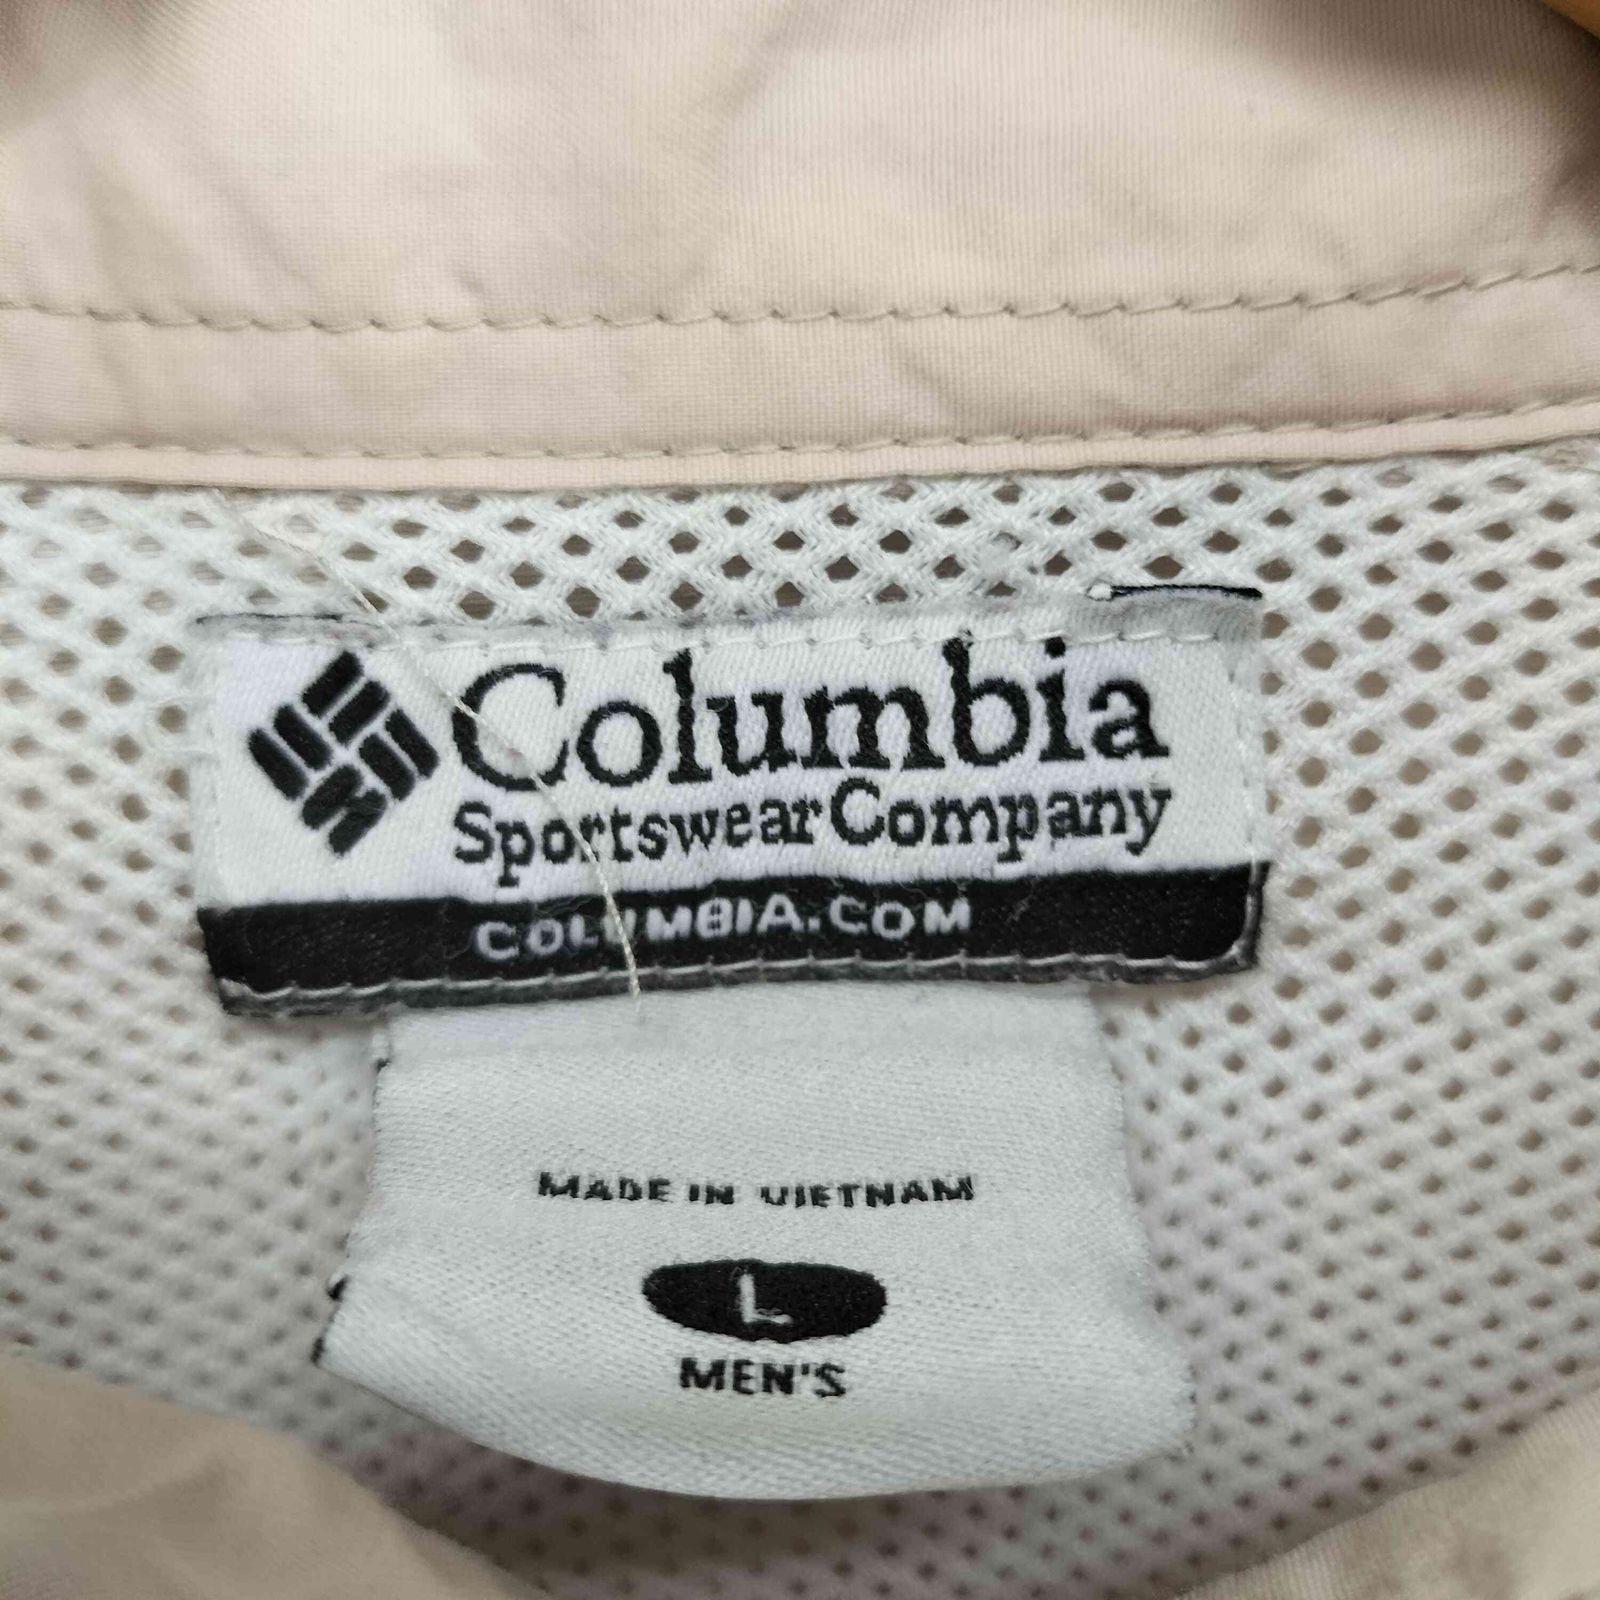 Columbia
Sportswear Company
COLUMBIA.COM
MADE IN VIETNAM
L
MEN'S